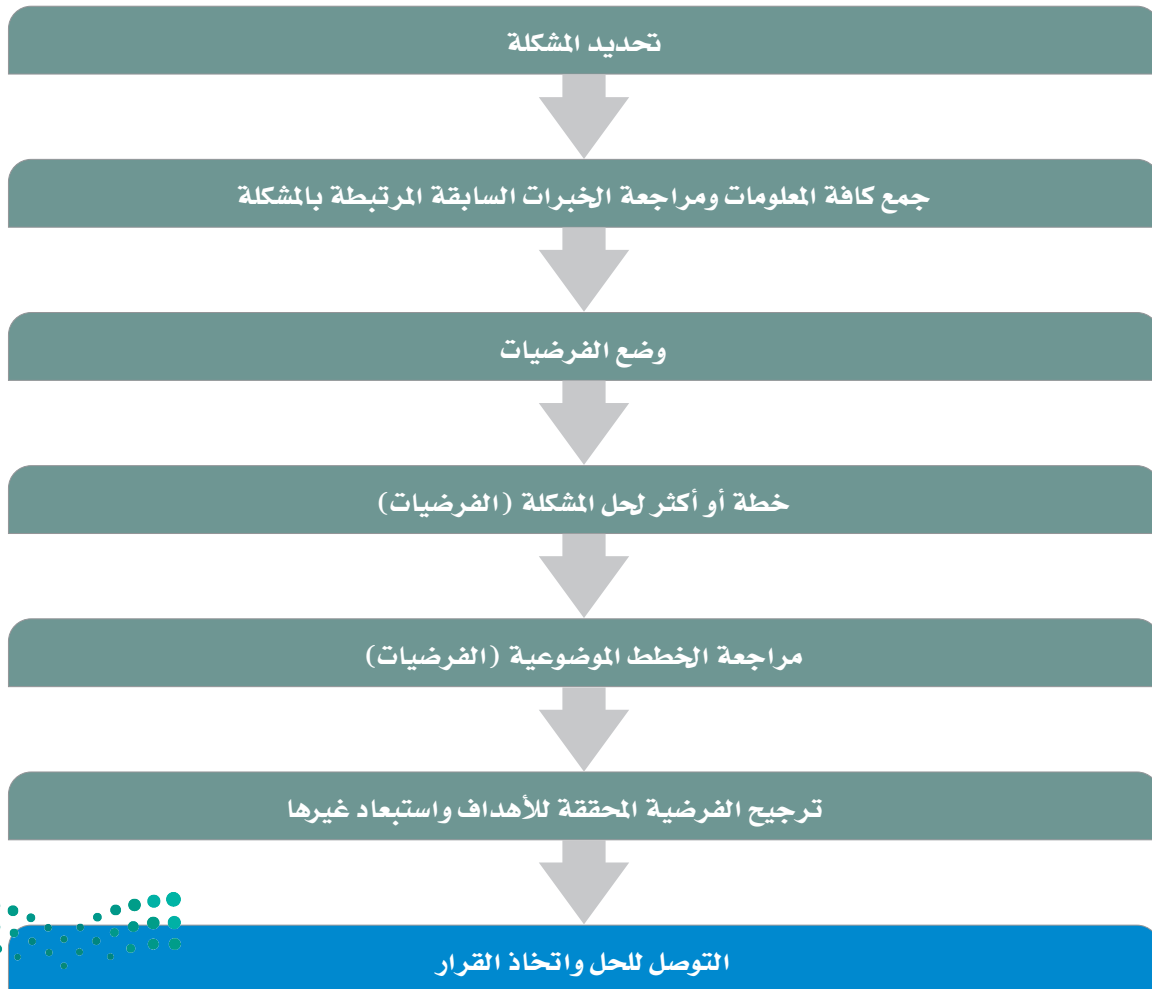 تحديد المشكلة
جمع كافة المعلومات ومراجعة الخبرات السابقة المرتبطة بالمشكلة
وضع الفرضيات
خطة أو أكثر لحل المشكلة (الفرضيات)
مراجعة الخطط الموضوعية (الفرضيات)
ترجيح الفرضية المحققة للأهداف واستبعاد غيرها
التوصل للحل واتخاذ القرار